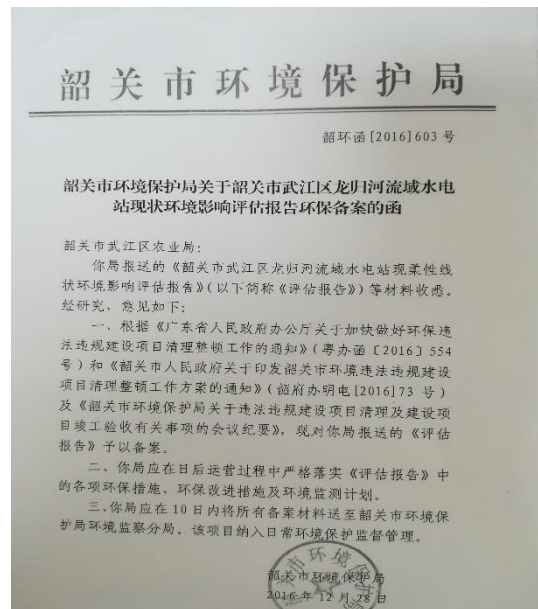 韶关市环境保护局
韶环函[2016]603号
韶关市环境保护局关于韶关市武江区龙归河流域水电
站现状环境影响评估报告环保备案的函
韶关市武江区农业局：
你局报送的《韶关市武江区龙归河流域水电站现柔性线
状环境影响评估报告》（以下简称《评估报告》）等材料收悉。
经研究，意见如下：
一、根据《广东省人民政府办公厅关于加快做好环保违
法违规建设项目清理整顿工作的通知》（粤办函〔2016〕554
号）和《韶关市人民政府关于印发韶关市环境违法违规建设
项目清理整顿工作方案的通知》（韶府办明电[2016]73 号）
及《韶关市环境保护局关于违法违规建设项目清理及建设项
目竣工验收有关事项的会议纪要》，现对你局报送的《评估
报告》予以备案。
二、你局应在日后运营过程中严格落实《评估报告》中
的各项环保措施、环保改进措施及环境监测计划。
三、你局应在10日内将所有备案材料送至韶关市环境保
护局环境监察分局。该项目纳入日常环境保护监督管理。
韶关市环境保护局
2016年12月28日